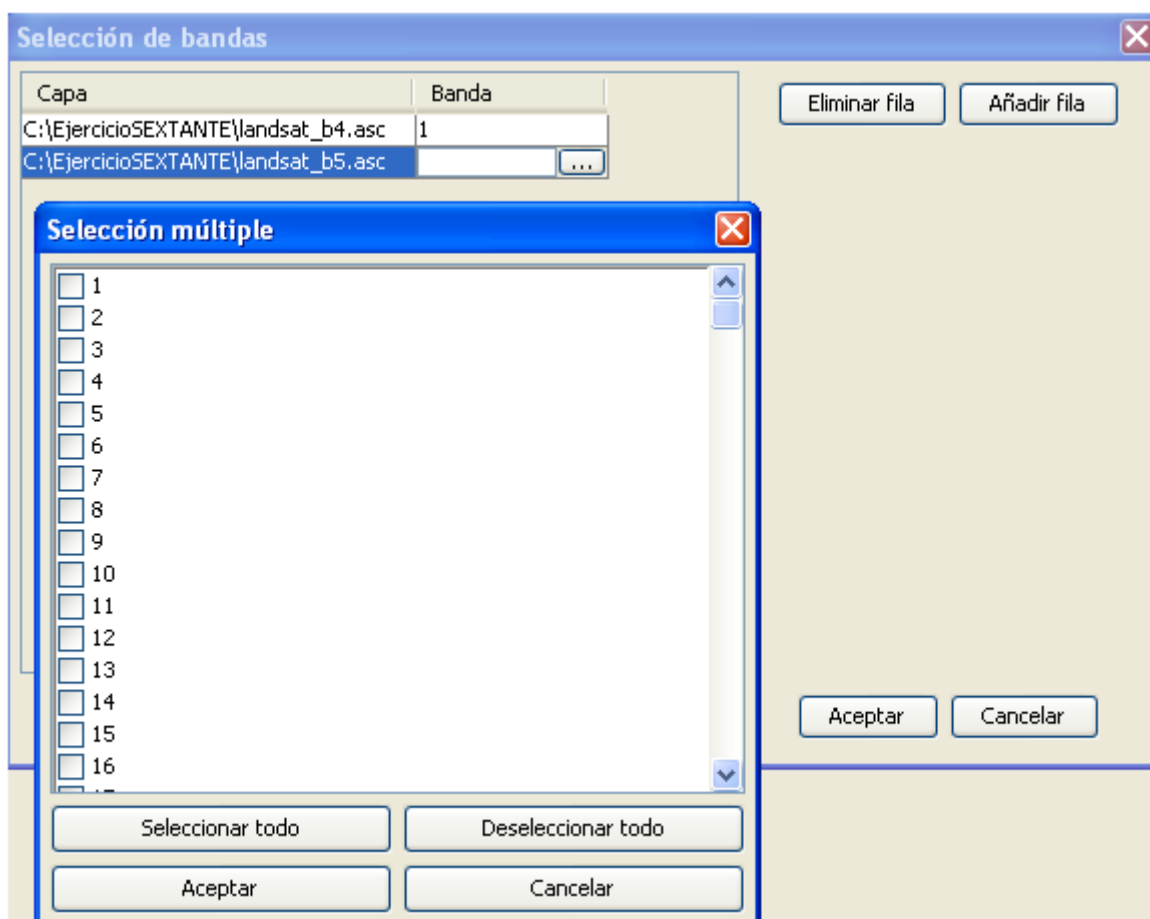 Selección de bandas
Capa Banda
Eliminar fila Añadir fila
C:\EjercicioSEXTANTE\landsat_b4.asc 1
C:\EjercicioSEXTANTE\landsat_b5.asc ...
Selección múltiple
1
2
3
4
5
6
7
8
9
10
11
12
13
14
15
16
Aceptar Cancelar
Seleccionar todo Deseleccionar todo
Aceptar Cancelar